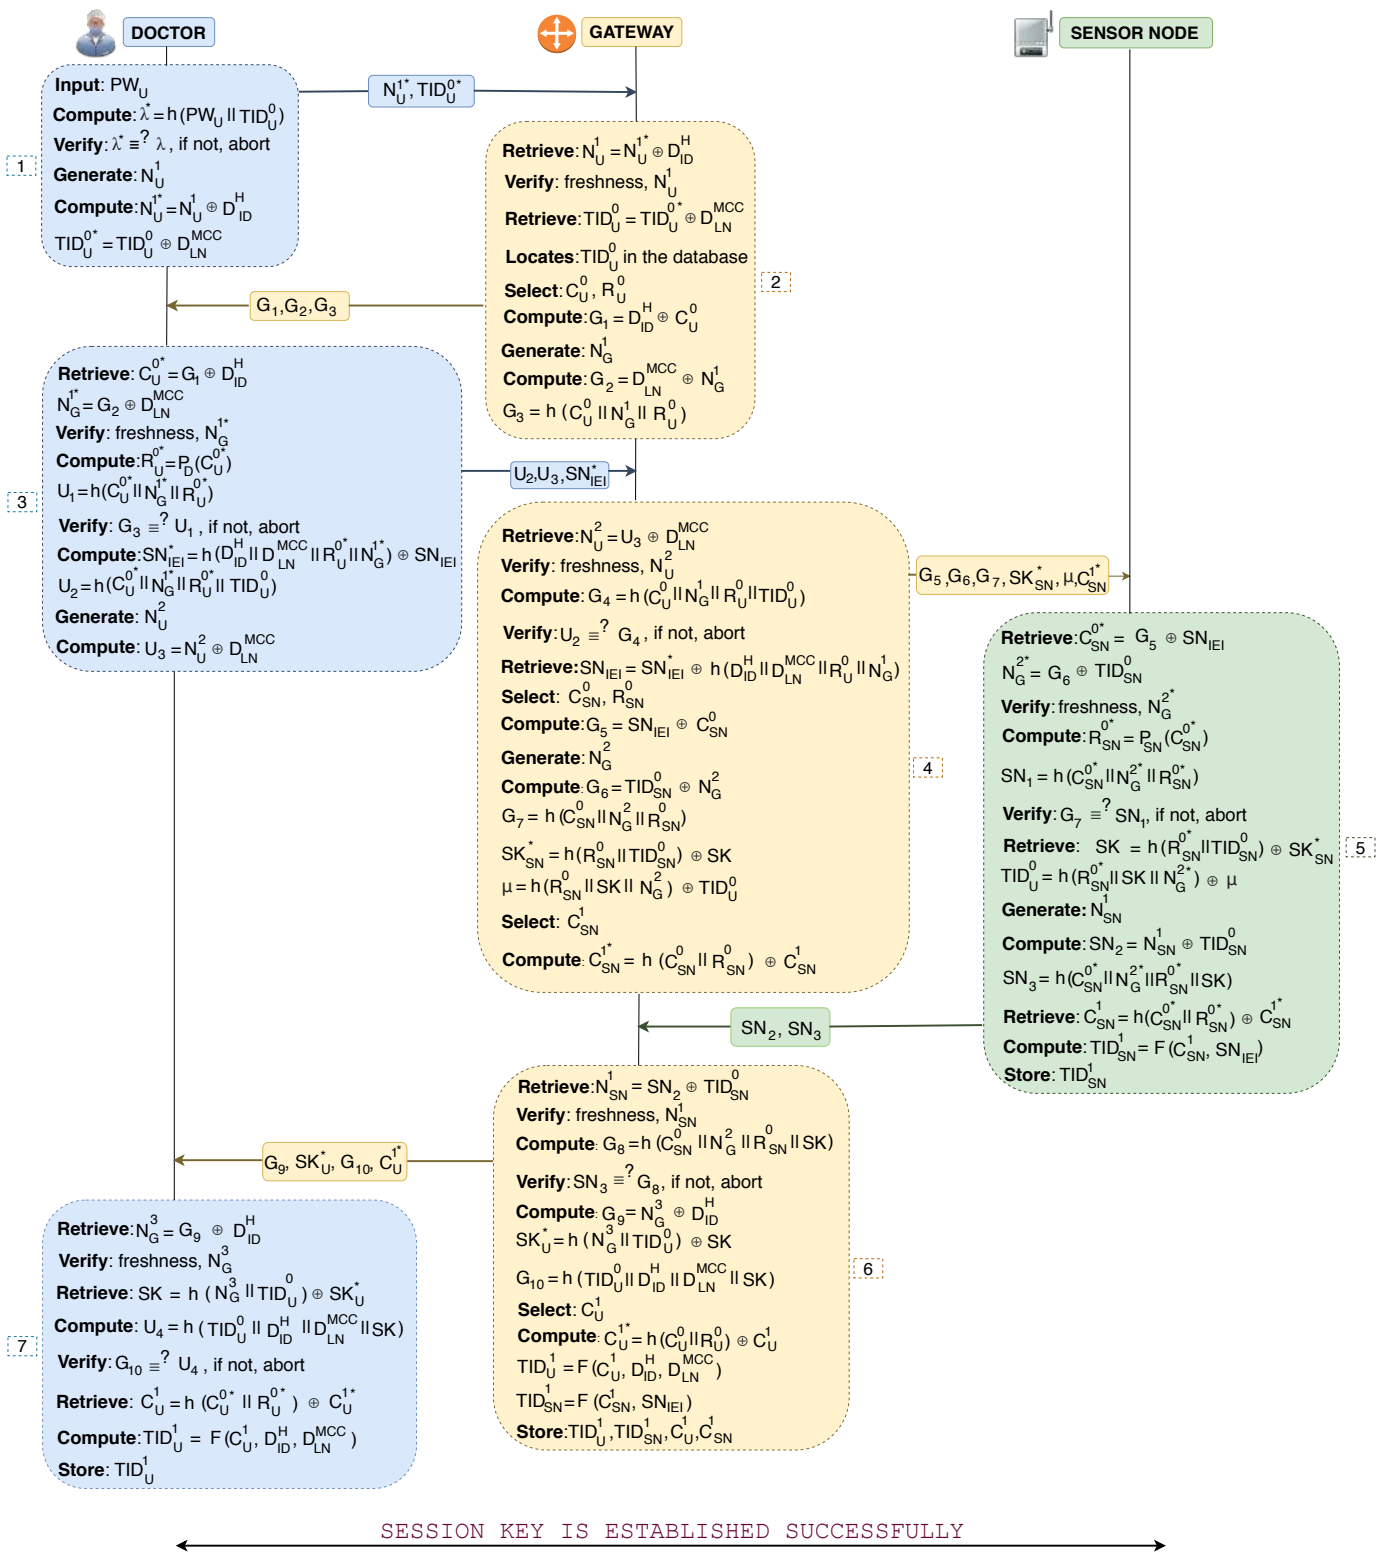 DOCTOR
GATEWAY
SENSOR NODE
1
Input: PW_U
Compute: λ^* = h(PW_U || TID_U^0)
Verify: λ^* ≡^? λ, if not, abort
Generate: N_U^1
Compute: N_U^1* = N_U^1 ⊕ D_ID^H
TID_U^0* = TID_U^0 ⊕ D_LN^MCC
N_U^1*, TID_U^0*
2
Retrieve: N_U^1 = N_U^1* ⊕ D_ID^H
Verify: freshness, N_U^1
Retrieve: TID_U^0 = TID_U^0* ⊕ D_LN^MCC
Locates: TID_U^0 in the database
Select: C_U^0, R_U^0
Compute: G_1 = D_ID^H ⊕ C_U^0
Generate: N_G^1
Compute: G_2 = D_LN^MCC ⊕ N_G^1
G_3 = h (C_U^0 || N_G^1 || R_U^0)
G_1, G_2, G_3
3
Retrieve: C_U^0* = G_1 ⊕ D_ID^H
N_G^1* = G_2 ⊕ D_LN^MCC
Verify: freshness, N_G^1*
Compute: R_U^0* = P_D(C_U^0*)
U_1 = h(C_U^0* || N_G^1* || R_U^0*)
Verify: G_3 ≡^? U_1, if not, abort
Compute: SN_IEI^* = h(D_ID^H || D_LN^MCC || R_U^0* || N_G^1*) ⊕ SN_IEI
U_2 = h(C_U^0* || N_G^1* || R_U^0* || TID_U^0)
Generate: N_U^2
Compute: U_3 = N_U^2 ⊕ D_LN^MCC
U_2, U_3, SN_IEI^*
4
Retrieve: N_U^2 = U_3 ⊕ D_LN^MCC
Verify: freshness, N_U^2
Compute: G_4 = h(C_U^0 || N_G^1 || R_U^0 || TID_U^0)
Verify: U_2 ≡^? G_4, if not, abort
Retrieve: SN_IEI = SN_IEI^* ⊕ h(D_ID^H || D_LN^MCC || R_U^0 || N_G^1)
Select: C_SN^0, R_SN^0
Compute: G_5 = SN_IEI ⊕ C_SN^0
Generate: N_G^2
Compute: G_6 = TID_SN^0 ⊕ N_G^2
G_7 = h(C_SN^0 || N_G^2 || R_SN^0)
SK_SN^* = h(R_SN^0 || TID_SN^0) ⊕ SK
μ = h(R_SN^0 || SK || N_G^2) ⊕ TID_U^0
Select: C_SN^1
Compute: C_SN^1* = h (C_SN^0 || R_SN^0) ⊕ C_SN^1
G_5, G_6, G_7, SK_SN^*, μ, C_SN^1*
5
Retrieve: C_SN^0* = G_5 ⊕ SN_IEI
N_G^2* = G_6 ⊕ TID_SN^0
Verify: freshness, N_G^2*
Compute: R_SN^0* = P_SN(C_SN^0*)
SN_1 = h(C_SN^0* || N_G^2* || R_SN^0*)
Verify: G_7 ≡^? SN_1, if not, abort
Retrieve: SK = h(R_SN^0* || TID_SN^0) ⊕ SK_SN^*
TID_U^0 = h(R_SN^0* || SK || N_G^2*) ⊕ μ
Generate: N_SN^1
Compute: SN_2 = N_SN^1 ⊕ TID_SN^0
SN_3 = h(C_SN^0* || N_G^2* || R_SN^0* || SK)
Retrieve: C_SN^1 = h(C_SN^0* || R_SN^0*) ⊕ C_SN^1*
Compute: TID_SN^1 = F (C_SN^1, SN_IEI)
Store: TID_SN^1
SN_2, SN_3
6
Retrieve: N_SN^1 = SN_2 ⊕ TID_SN^0
Verify: freshness, N_SN^1
Compute: G_8 = h (C_SN^0 || N_G^2 || R_SN^0 || SK)
Verify: SN_3 ≡^? G_8, if not, abort
Compute: G_9 = N_G^3 ⊕ D_ID^H
SK_U^* = h (N_G^3 || TID_U^0) ⊕ SK
G_10 = h (TID_U^0 || D_ID^H || D_LN^MCC || SK)
Select: C_U^1
Compute: C_U^1* = h (C_U^0 || R_U^0) ⊕ C_U^1
TID_U^1 = F (C_U^1, D_ID^H, D_LN^MCC)
TID_SN^1 = F (C_SN^1, SN_IEI)
Store: TID_U^1, TID_SN^1, C_U^1, C_SN^1
G_9, SK_U^*, G_10, C_U^1*
7
Retrieve: N_G^3 = G_9 ⊕ D_ID^H
Verify: freshness, N_G^3
Retrieve: SK = h (N_G^3 || TID_U^0) ⊕ SK_U^*
Compute: U_4 = h (TID_U^0 || D_ID^H || D_LN^MCC || SK)
Verify: G_10 ≡^? U_4, if not, abort
Retrieve: C_U^1 = h (C_U^0* || R_U^0*) ⊕ C_U^1*
Compute: TID_U^1 = F (C_U^1, D_ID^H, D_LN^MCC)
Store: TID_U^1
SESSION KEY IS ESTABLISHED SUCCESSFULLY